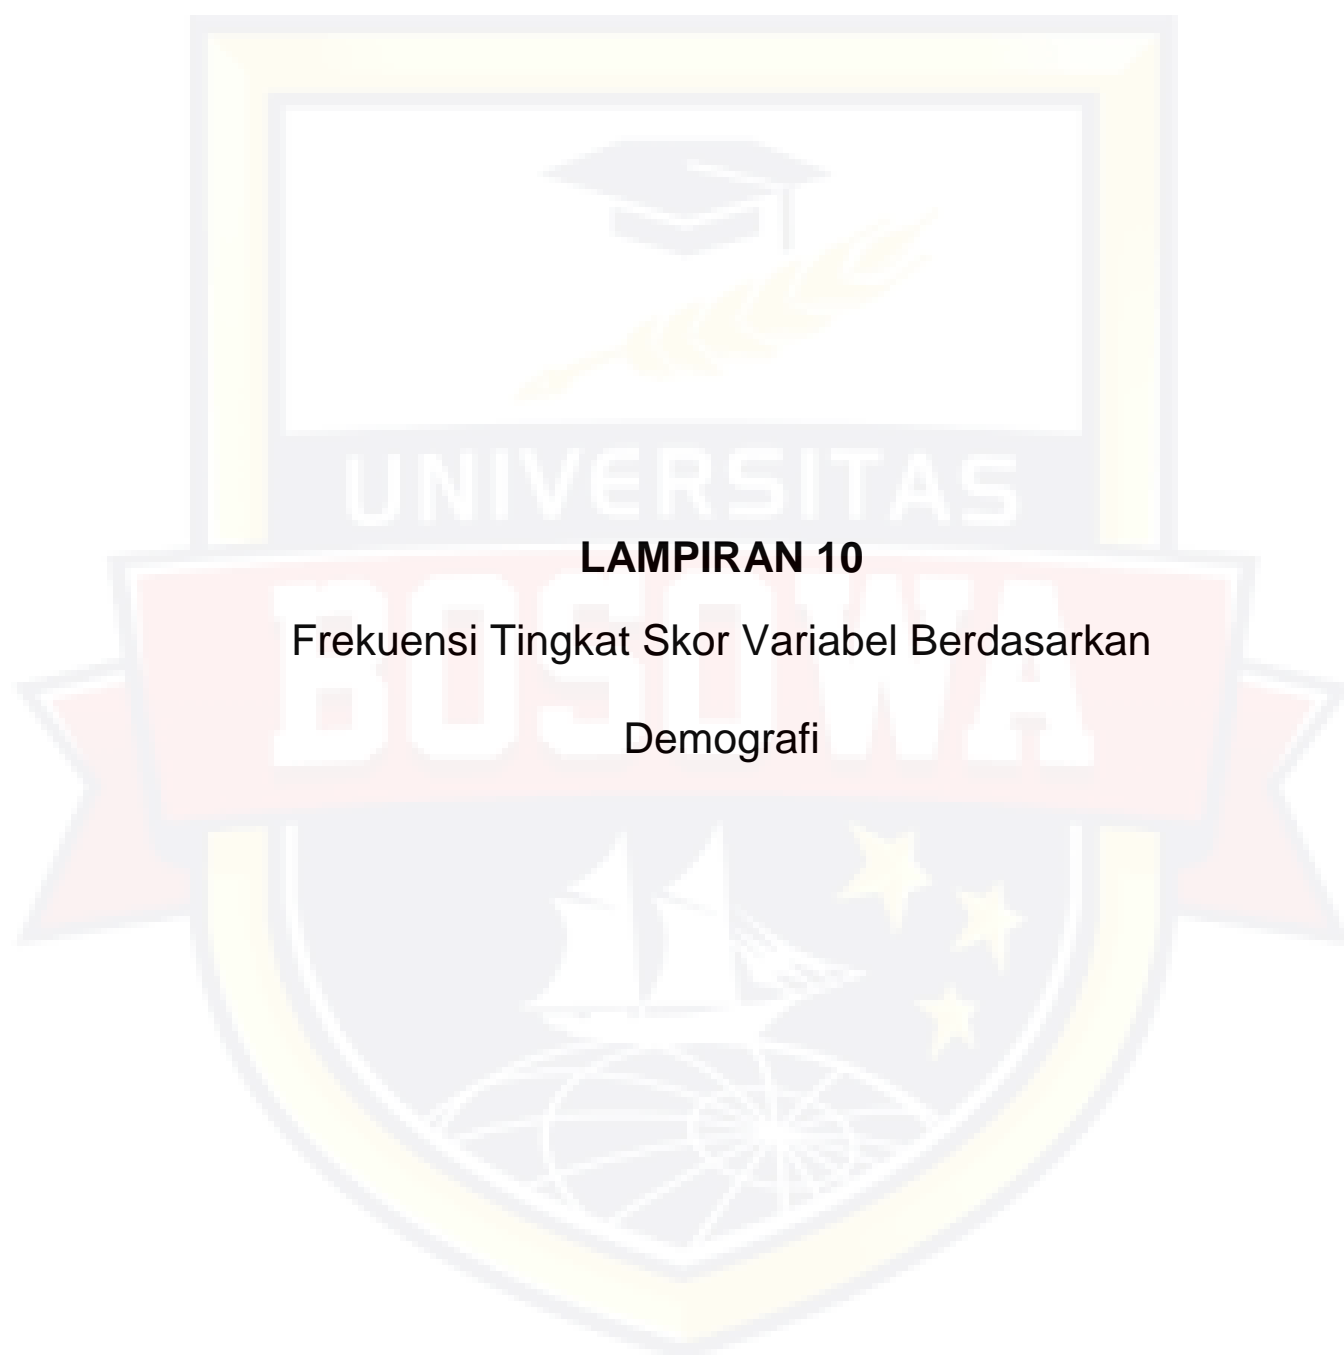 UNIVERSITAS
BOSOWA
LAMPIRAN 10
Frekuensi Tingkat Skor Variabel Berdasarkan
Demografi